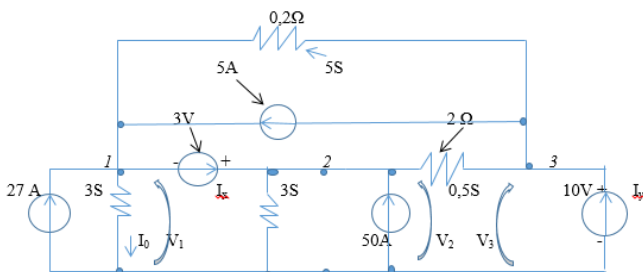 0,2Ω
5S
5A
3V
2 Ω
1
-
+
2
3
27 A
3S
Ix
3S
0,5S
10V +
Iy
I0
V1
50A
V2
V3
-